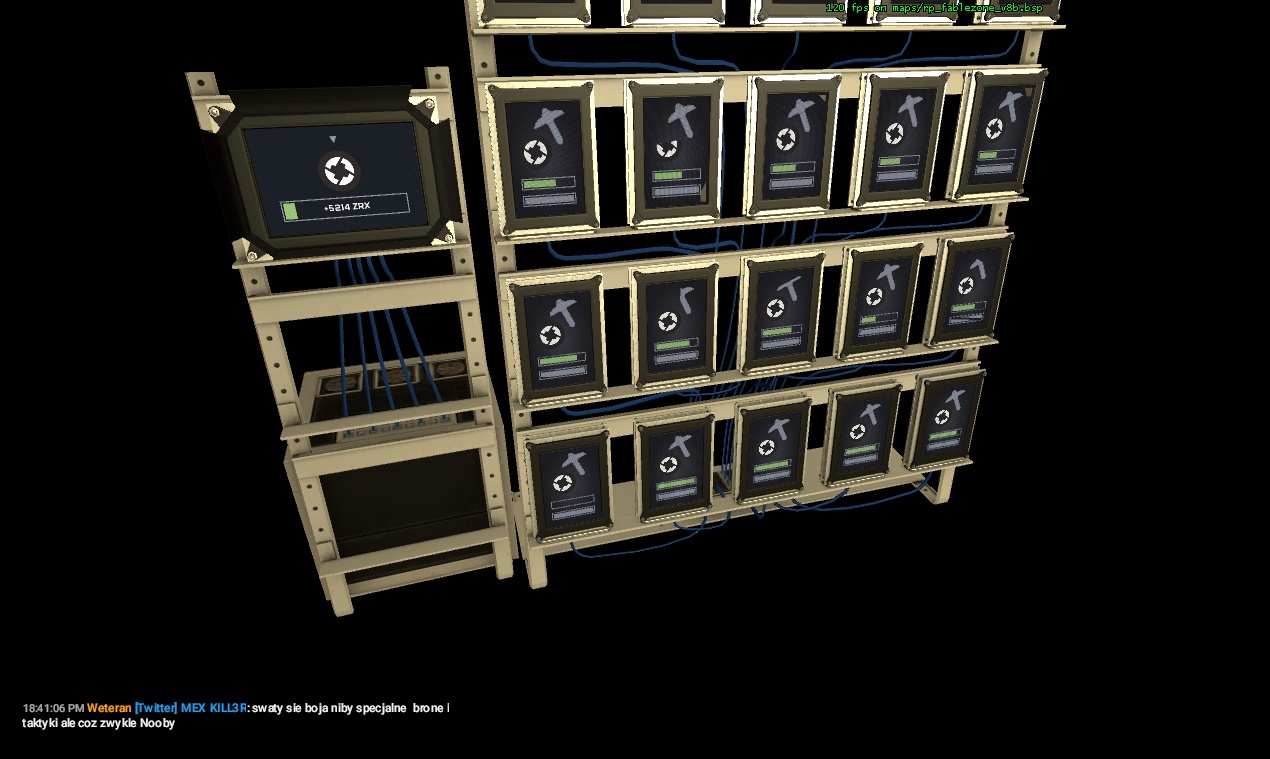 120 fps on maps/rp_fablezone_v8b.bsp
+5214 ZRX
18:41:06 PM Weteran [Twitter] MEX KILL3R: swaty sie boja niby specjalne  brone i
taktyki ale coz zwykle Nooby